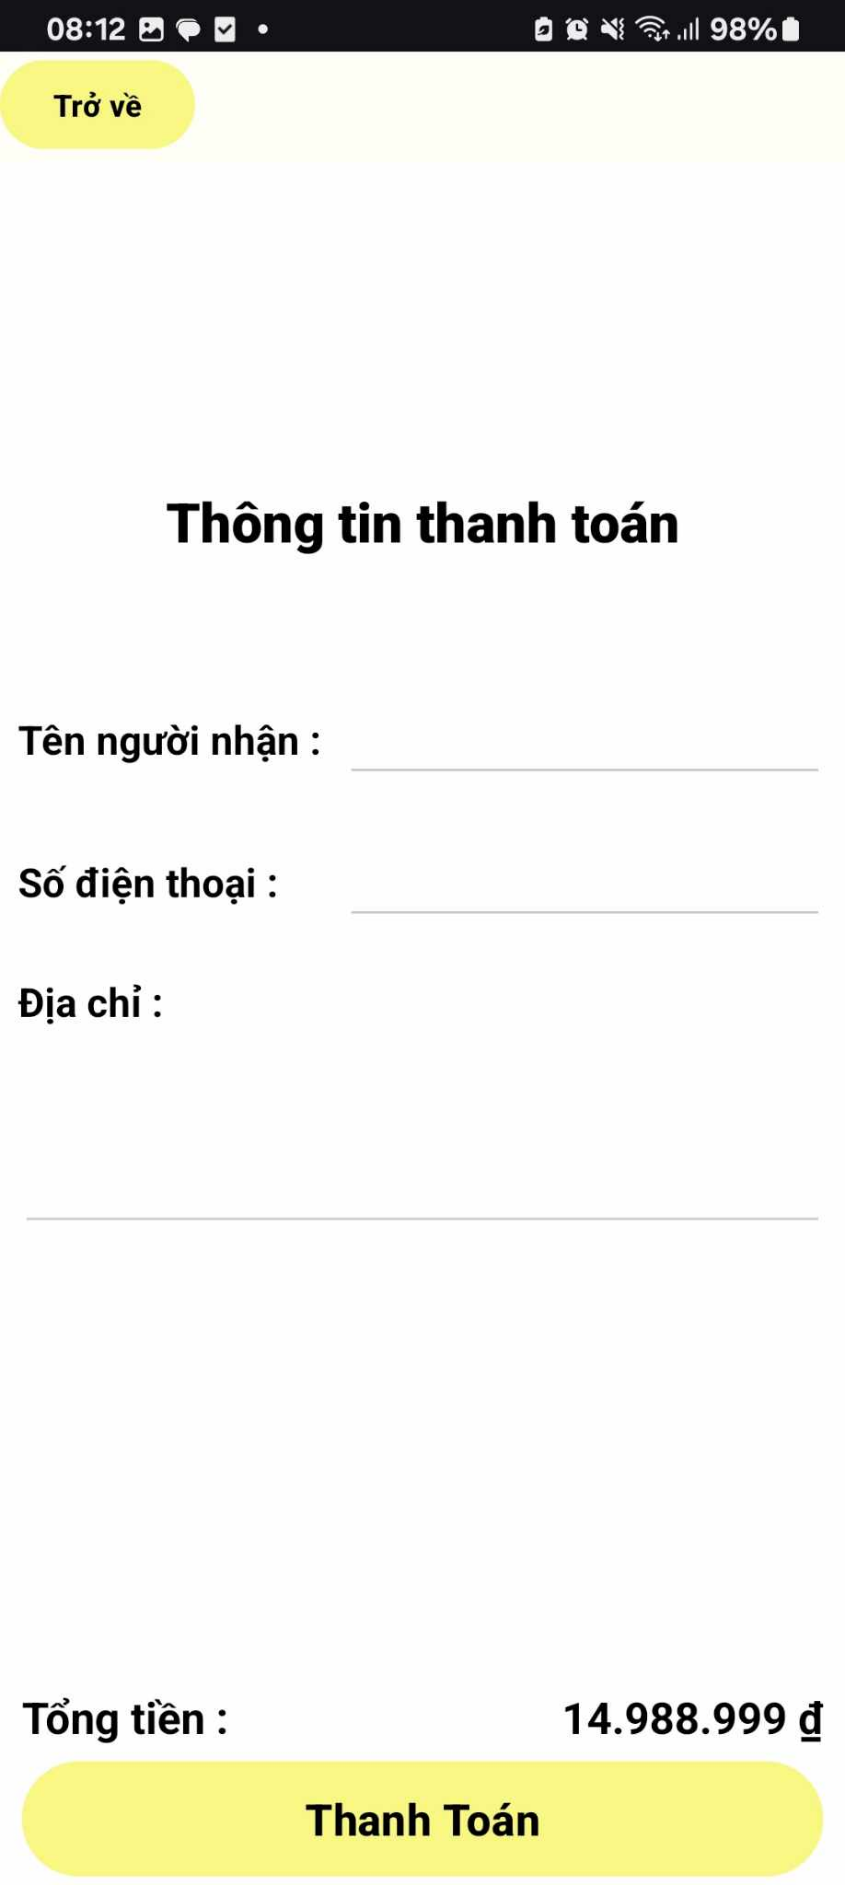 08:12 98%
Trở về
Thông tin thanh toán
Tên người nhận :
Số điện thoại :
Địa chỉ :
Tổng tiền : 14.988.999 ₫
Thanh Toán